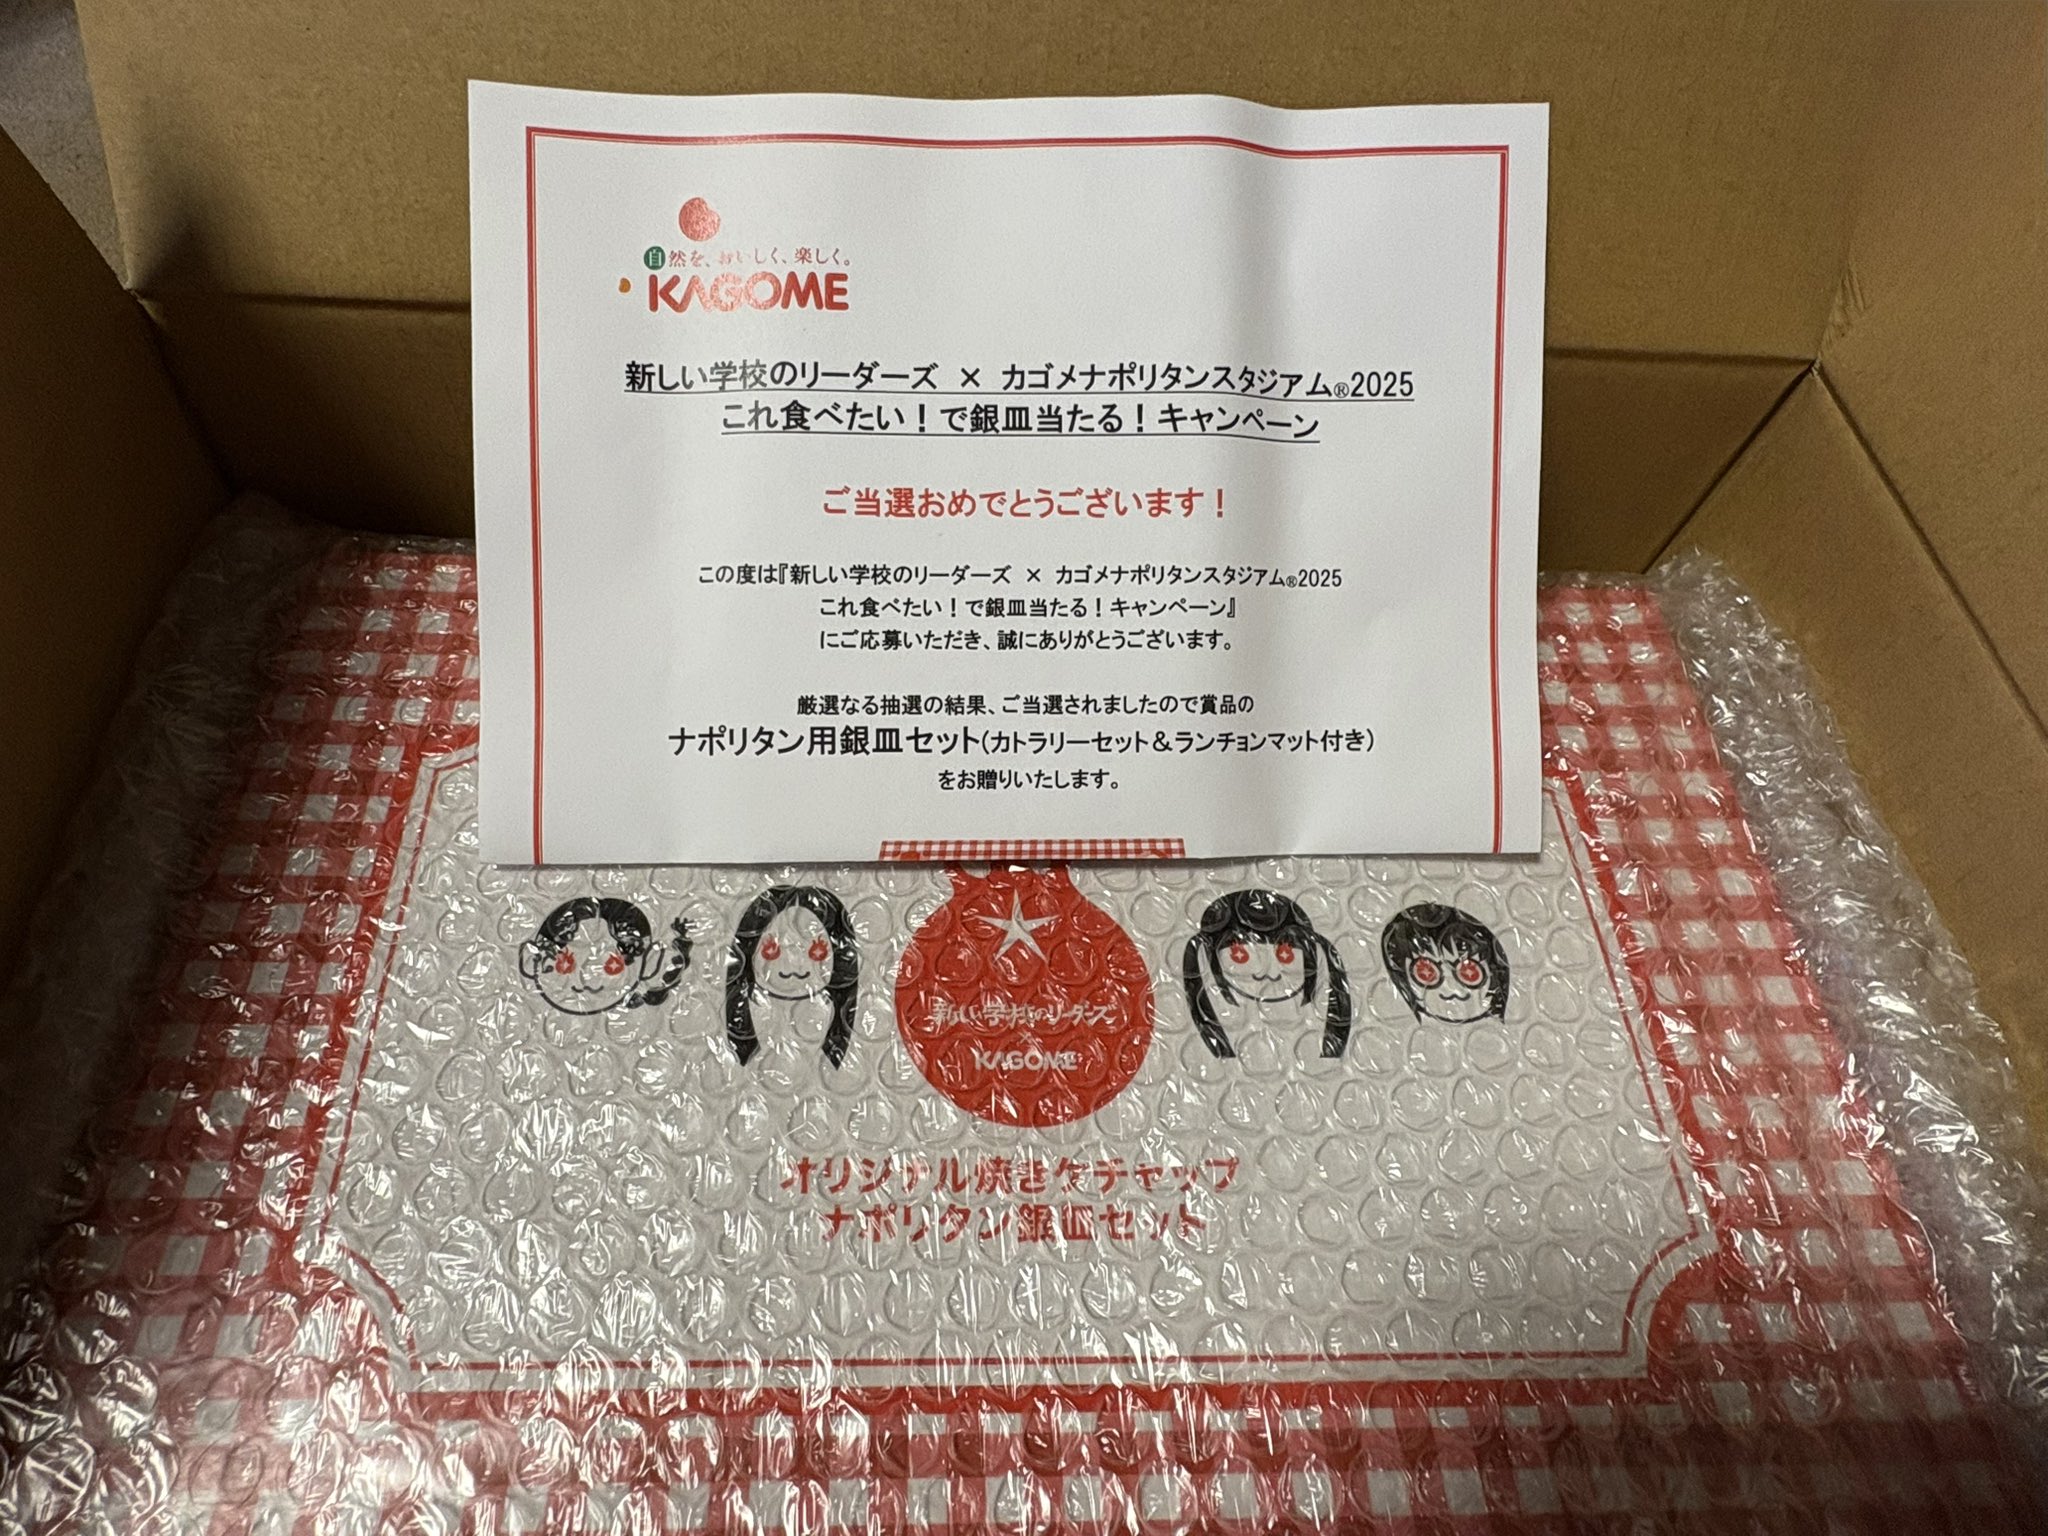 自然を、おいしく、楽しく。
KAGOME
新しい学校のリーダーズ × カゴメナポリタンスタジアム®2025
これ食べたい！で銀皿当たる！キャンペーン
ご当選おめでとうございます！
この度は『新しい学校のリーダーズ × カゴメナポリタンスタジアム®2025
これ食べたい！で銀皿当たる！キャンペーン』
にご応募いただき、誠にありがとうございます。
厳選なる抽選の結果、ご当選されましたので賞品の
ナポリタン用銀皿セット(カトラリーセット＆ランチョンマット付き)
をお贈りいたします。
新しい学校のリーダーズ
×
KAGOME
オリジナル焼きケチャップ
ナポリタン銀皿セット